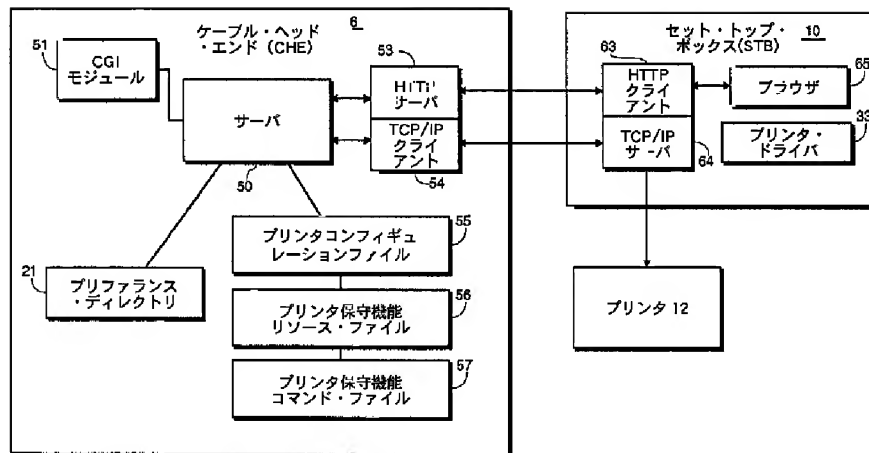 ケーブル・ヘッド
・エンド (CHE)
6
51
CGI
モジュール
サーバ
50
53
HTTP
サーバ
TCP/IP
クライ
アント
54
21
プリファランス
・ディレクトリ
55
プリンタコンフィギュ
レーションファイル
56
プリンタ保守機能
リソース・ファイル
57
プリンタ保守機能
コマンド・ファイル
セット・トップ・
ボックス(STB)
10
63
HTTP
クライ
アント
TCP/IP
サーバ
64
65
ブラウザ
33
プリンタ・
ドライバ
プリンタ 12